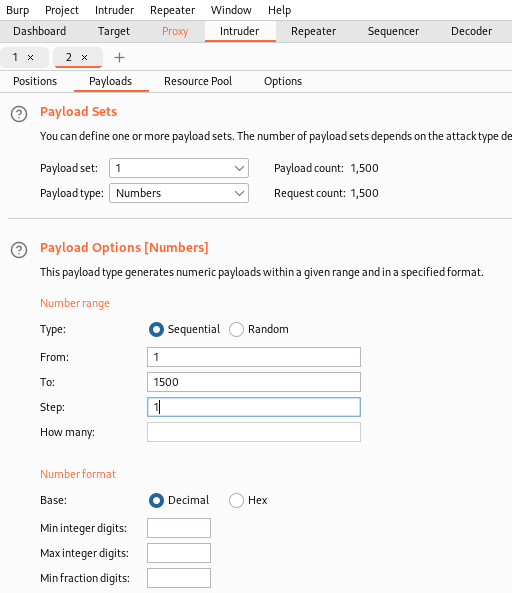 Burp Project Intruder Repeater Window Help
Dashboard Target Proxy Intruder Repeater Sequencer Decoder
1 × 2 × +
Positions Payloads Resource Pool Options
? Payload Sets
You can define one or more payload sets. The number of payload sets depends on the attack type de
Payload set: 1 Payload count: 1,500
Payload type: Numbers Request count: 1,500
? Payload Options [Numbers]
This payload type generates numeric payloads within a given range and in a specified format.
Number range
Type: Sequential Random
From: 1
To: 1500
Step: 1
How many:
Number format
Base: Decimal Hex
Min integer digits:
Max integer digits:
Min fraction digits: